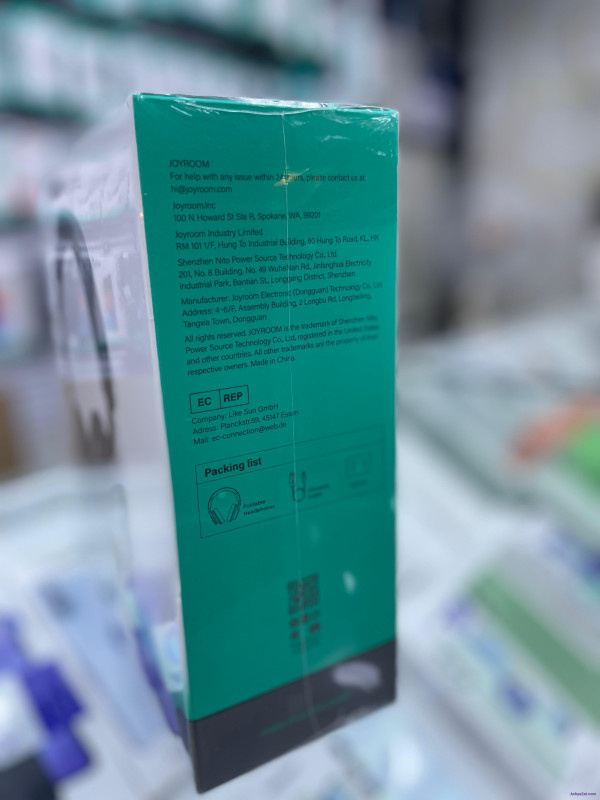 JOYROOM
For help with any issue within 24 hours, please contact us at:
hi@joyroom.com
Joyroom.Inc
100 N Howard St Ste R, Spokane, WA, 99201
Joyroom Industry Limited
RM 101 1/F, Hung To Industrial Building, 80 Hung To Road, KL, HK
Shenzhen Nito Power Source Technology Co., Ltd
201, No. 8 Building, No. 49 WuheNan Rd., Jinfanghua Electricity
Industrial Park, Bantian St., Longgang District, Shenzhen
Manufacturer: Joyroom Electronic (Dongguan) Technology Co., Ltd
Address: 4-6/F, Assembly Building, 2 Longbu Rd, Longbeiling,
Tangxia Town, Dongguan
All rights reserved. JOYROOM is the trademark of Shenzhen Nito
Power Source Technology Co., Ltd, registered in the United States
and other countries. All other trademarks are the property of their
respective owners. Made in China.
EC REP
Company: Like Sun GmbH
Adress: Planckstr.59, 45147 Essen
Mail: ec-connection@web.de
Packing list
Foldable
Headphones